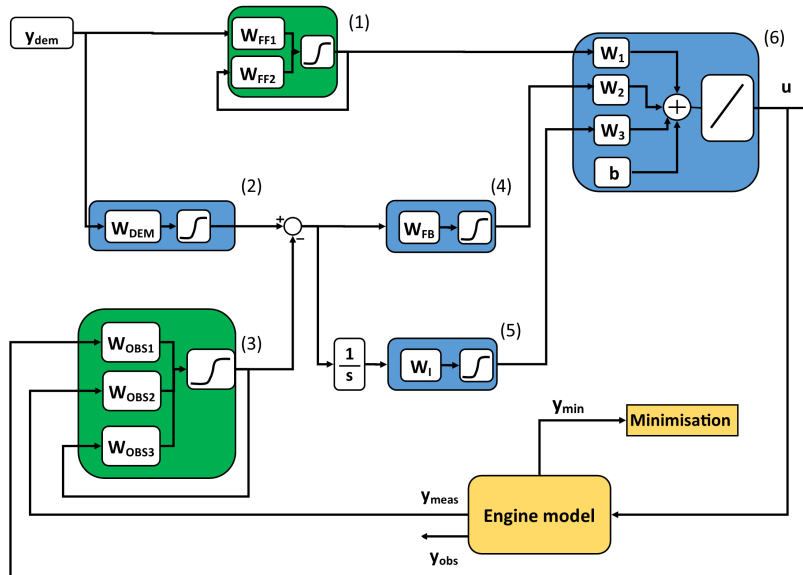 y_dem
(1)
W_FF1
W_FF2
(6)
W_1
W_2
W_3
b
u
(2)
W_DEM
+
−
(4)
W_FB
(5)
1
s
W_I
(3)
W_OBS1
W_OBS2
W_OBS3
y_min
Minimisation
y_meas
Engine model
y_obs